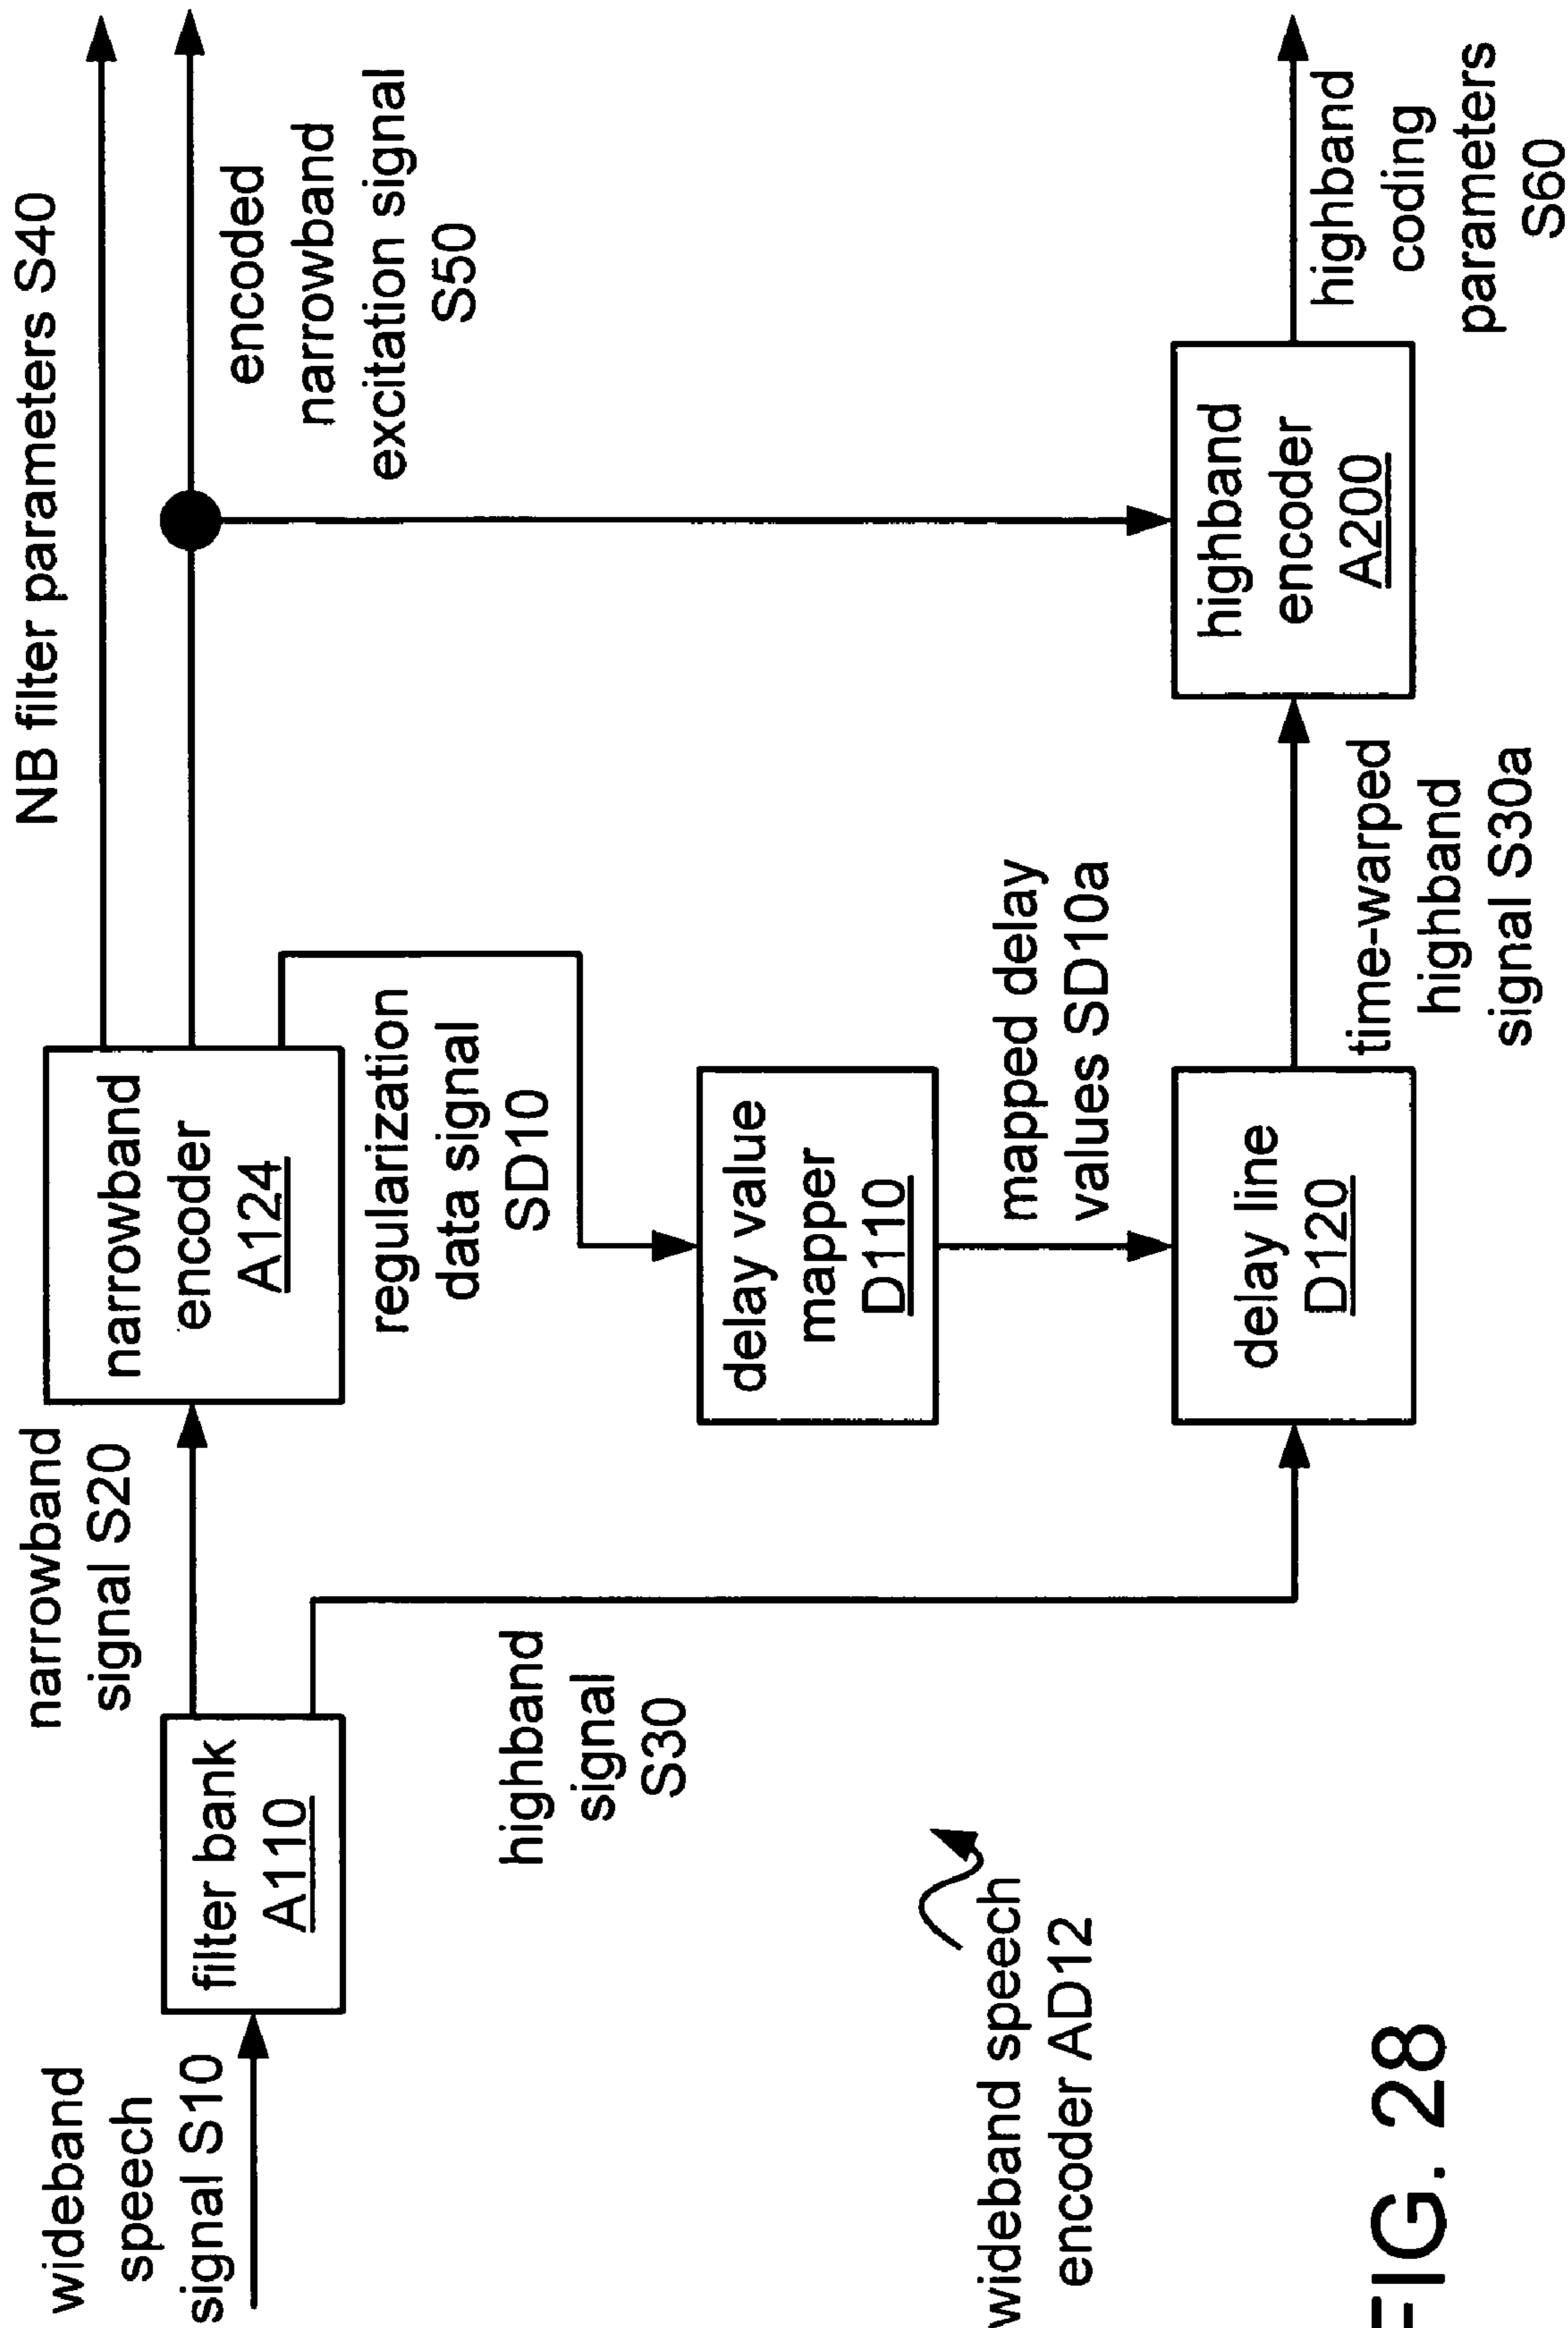 wideband
speech
signal S10
filter bank
A110
narrowband
signal S20
highband
signal
S30
narrowband
encoder
A124
NB filter parameters S40
encoded
narrowband
excitation signal
S50
regularization
data signal
SD10
delay value
mapper
D110
mapped delay
values SD10a
delay line
D120
time-warped
highband
signal S30a
highband
encoder
A200
highband
coding
parameters
S60
wideband speech
encoder AD12
FIG. 28